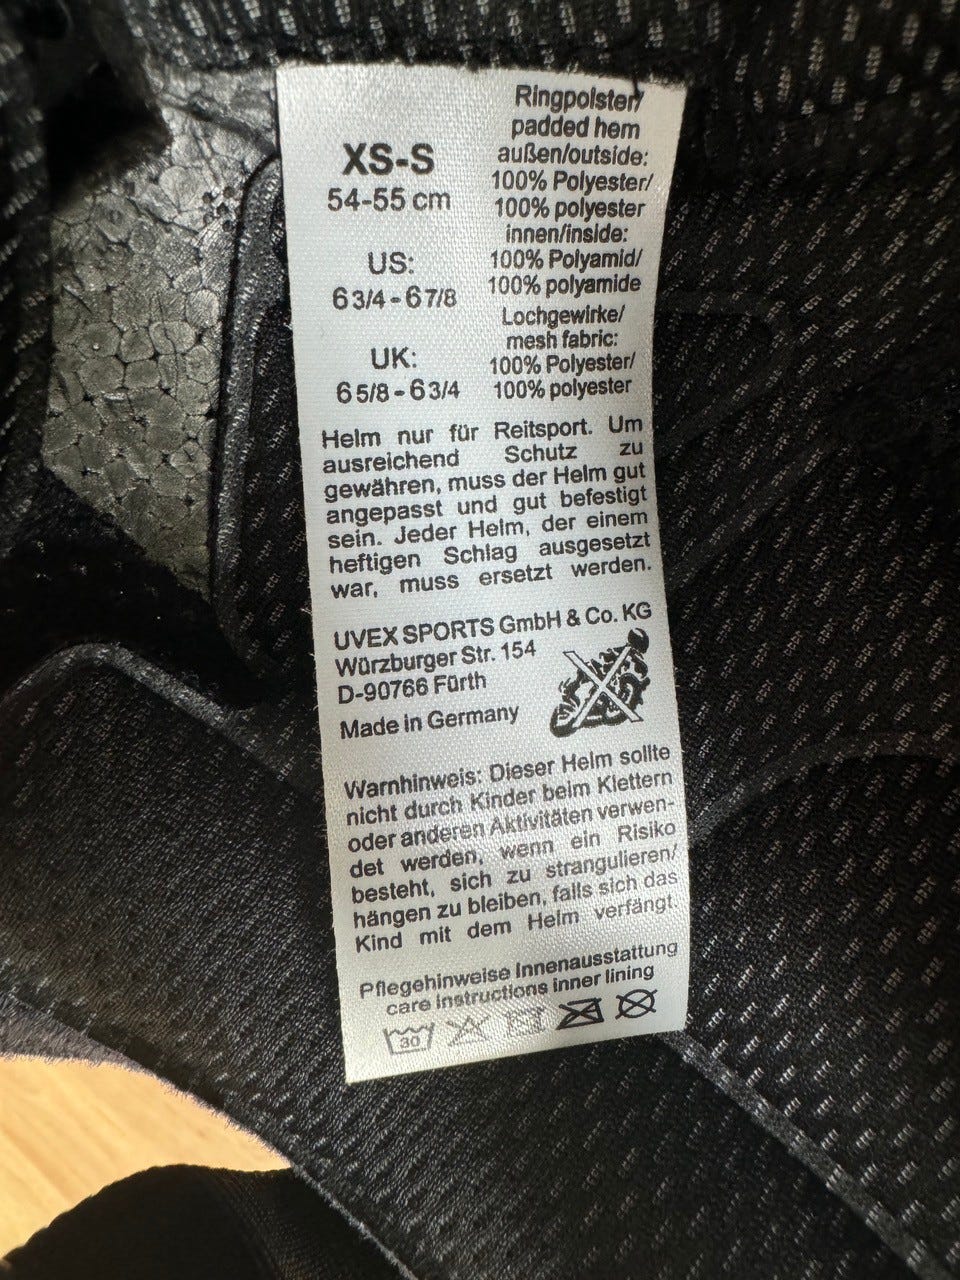 XS-S
54-55 cm
US:
6 3/4 - 6 7/8
UK:
6 5/8 - 6 3/4
Ringpolster/
padded hem
außen/outside:
100% Polyester/
100% polyester
innen/inside:
100% Polyamid/
100% polyamide
Lochgewirke/
mesh fabric:
100% Polyester/
100% polyester
Helm nur für Reitsport. Um
ausreichend Schutz zu
gewähren, muss der Helm gut
angepasst und gut befestigt
sein. Jeder Helm, der einem
heftigen Schlag ausgesetzt
war, muss ersetzt werden.
UVEX SPORTS GmbH & Co. KG
Würzburger Str. 154
D-90766 Fürth
Made in Germany
Warnhinweis: Dieser Helm sollte
nicht durch Kinder beim Klettern
oder anderen Aktivitäten verwen-
det werden, wenn ein Risiko
besteht, sich zu strangulieren/
hängen zu bleiben, falls sich das
Kind mit dem Helm verfängt.
Pflegehinweise Innenausstattung
care instructions inner lining
30